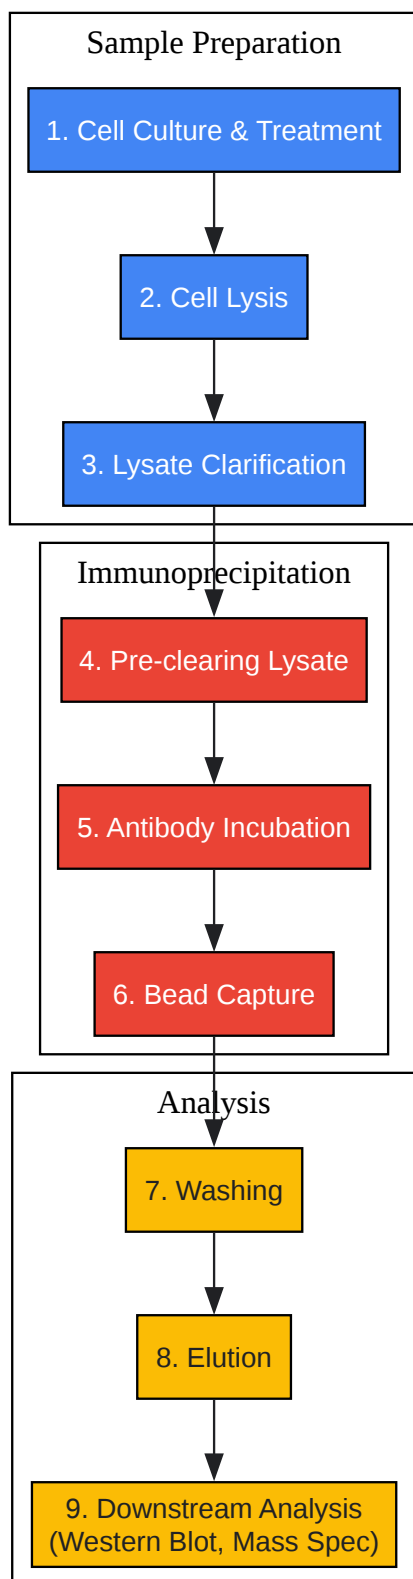 Sample Preparation
1. Cell Culture & Treatment
2. Cell Lysis
3. Lysate Clarification
Immunoprecipitation
4. Pre-clearing Lysate
5. Antibody Incubation
6. Bead Capture
Analysis
7. Washing
8. Elution
9. Downstream Analysis
(Western Blot, Mass Spec)